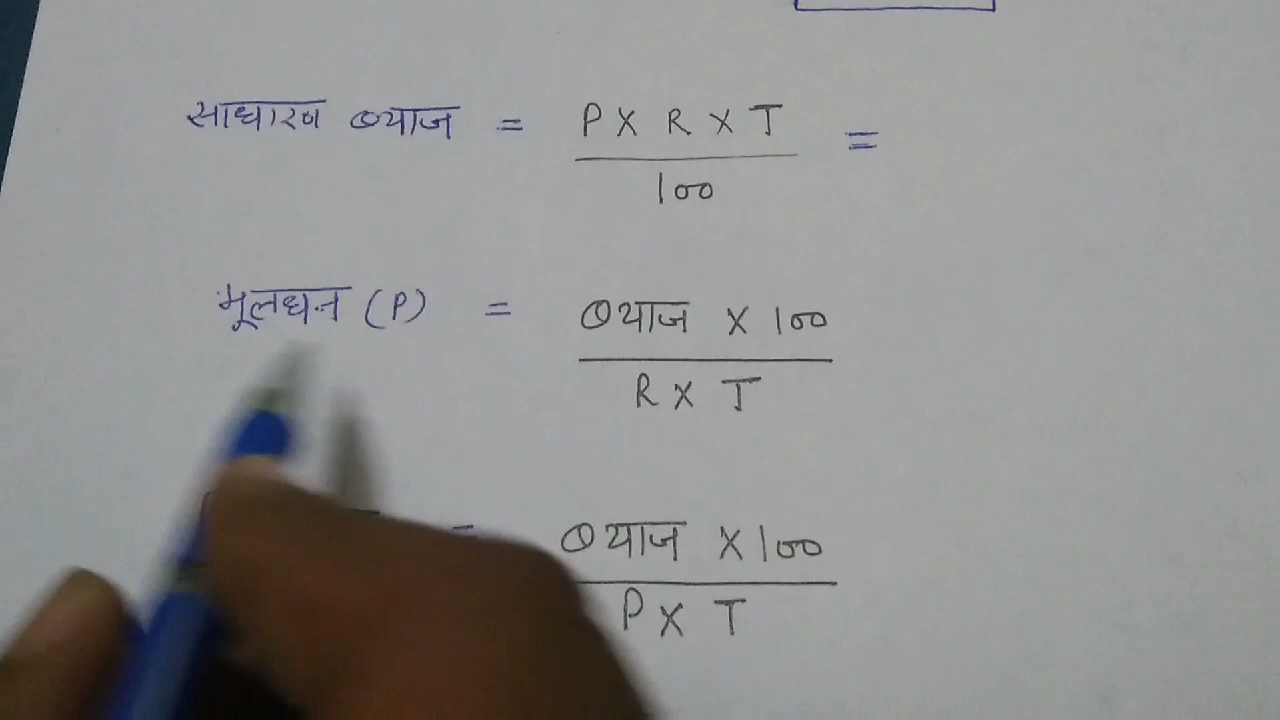 साधारण ब्याज = P X R X T / 100 =
मूलधन (P) = ब्याज X 100 / R X T
= ब्याज X 100 / P X T